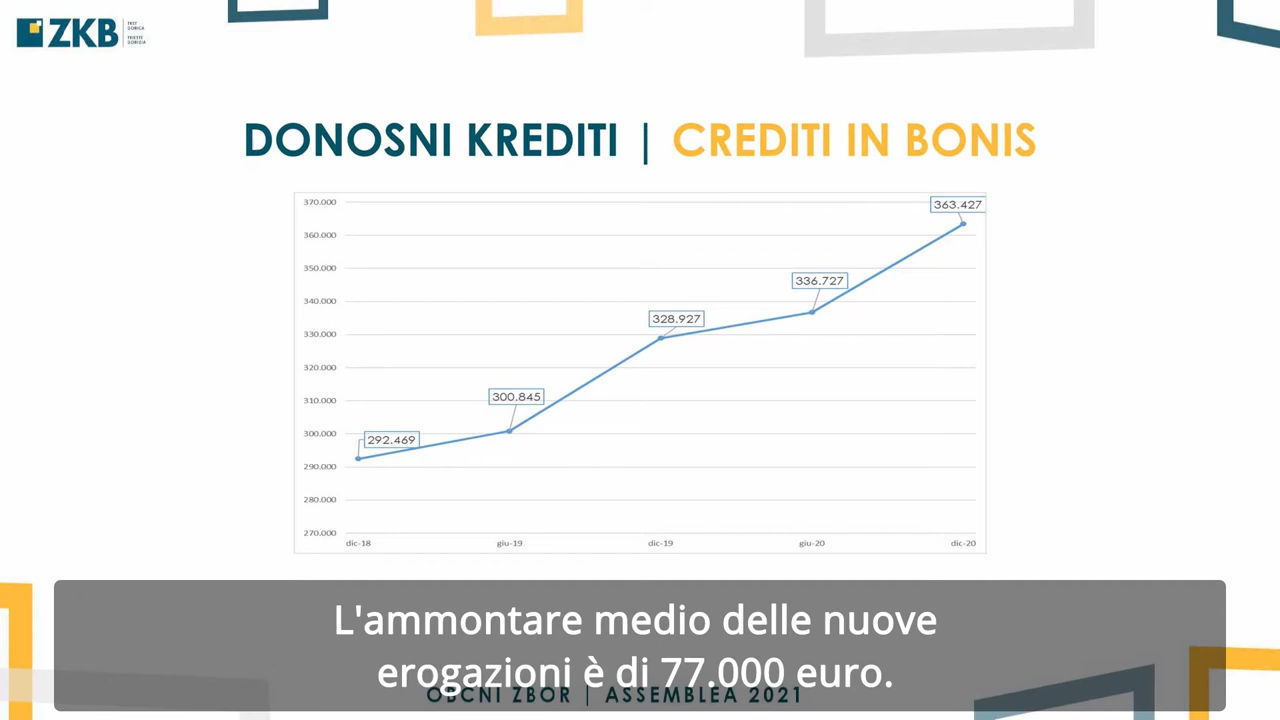 ZKB
TRST
GORICA
TRIESTE
GORIZIA
DONOSNI KREDITI | CREDITI IN BONIS
370.000
360.000
350.000
340.000
330.000
320.000
310.000
300.000
290.000
280.000
270.000
292.469
300.845
328.927
336.727
363.427
dic-18
giu-19
dic-19
giu-20
dic-20
L'ammontare medio delle nuove
erogazioni è di 77.000 euro.
OBČNI ZBOR | ASSEMBLEA 2021